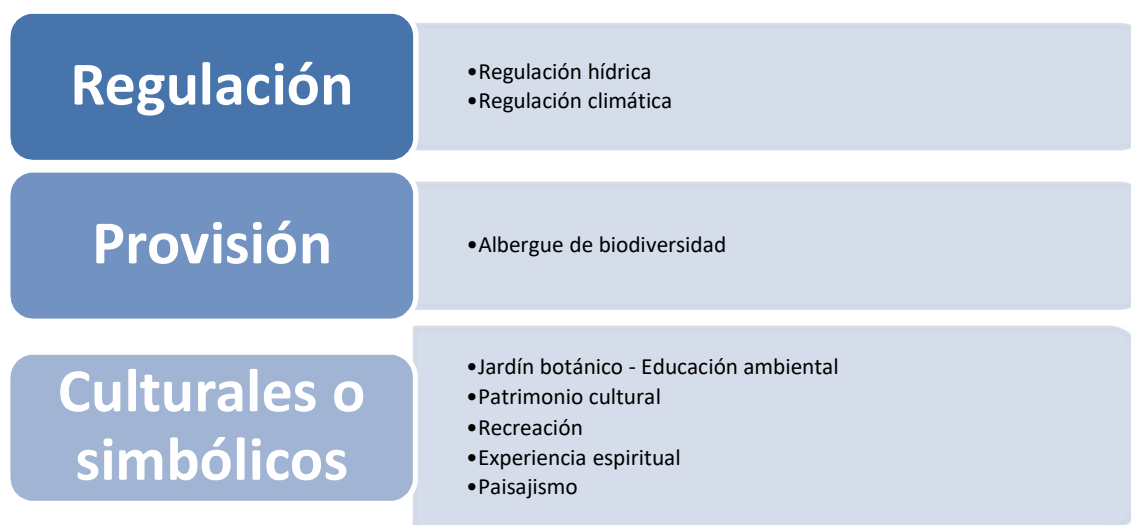 Regulación
•Regulación hídrica
•Regulación climática
Provisión
•Albergue de biodiversidad
Culturales o
simbólicos
•Jardín botánico - Educación ambiental
•Patrimonio cultural
•Recreación
•Experiencia espiritual
•Paisajismo